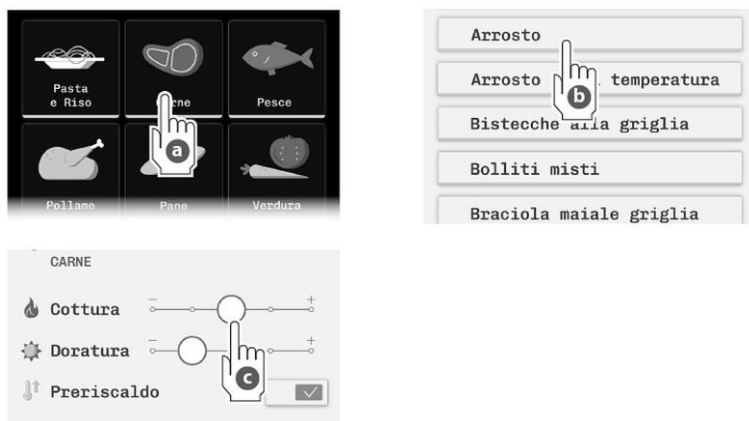 Pasta
e Riso
rne
Pesce
a
Pollame
Pane
Verdura
Arrosto
Arrosto temperatura
b
Bistecche alla griglia
Bolliti misti
Braciola maiale griglia
CARNE
Cottura - +
Doratura - +
c
Preriscaldo